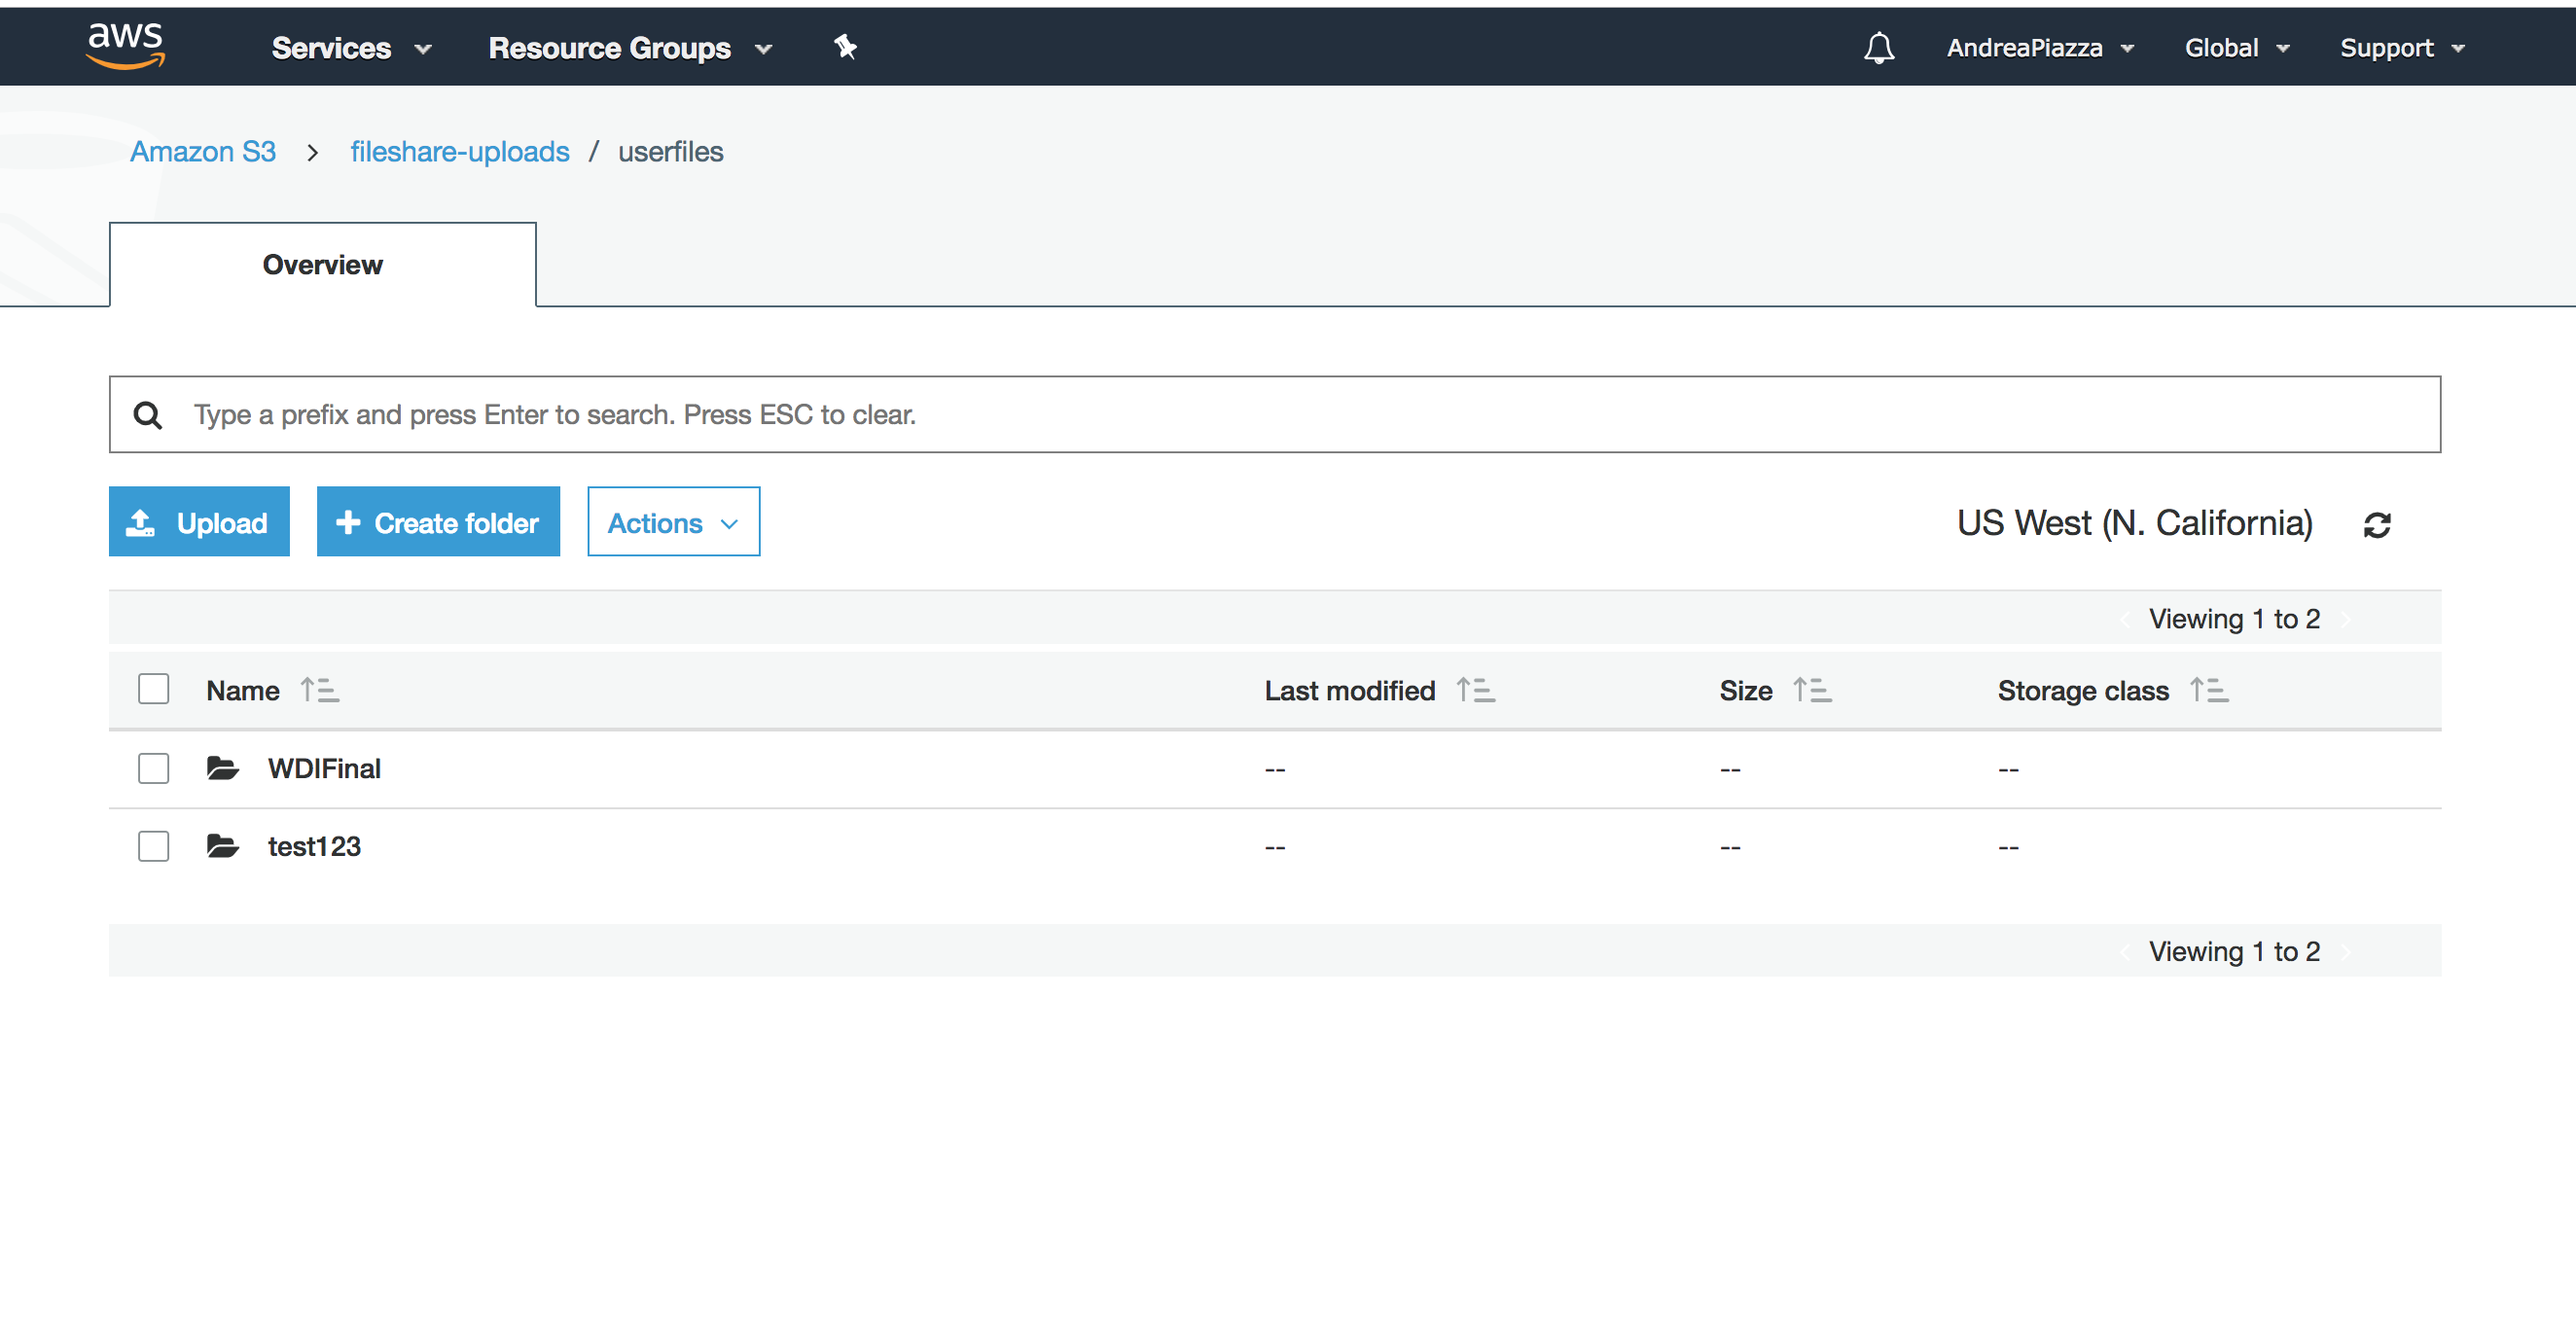 aws Services Resource Groups AndreaPiazza Global Support
Amazon S3 > fileshare-uploads / userfiles
Overview
Type a prefix and press Enter to search. Press ESC to clear.
Upload + Create folder Actions US West (N. California)
Viewing 1 to 2
Name Last modified Size Storage class
WDIFinal -- -- --
test123 -- -- --
Viewing 1 to 2